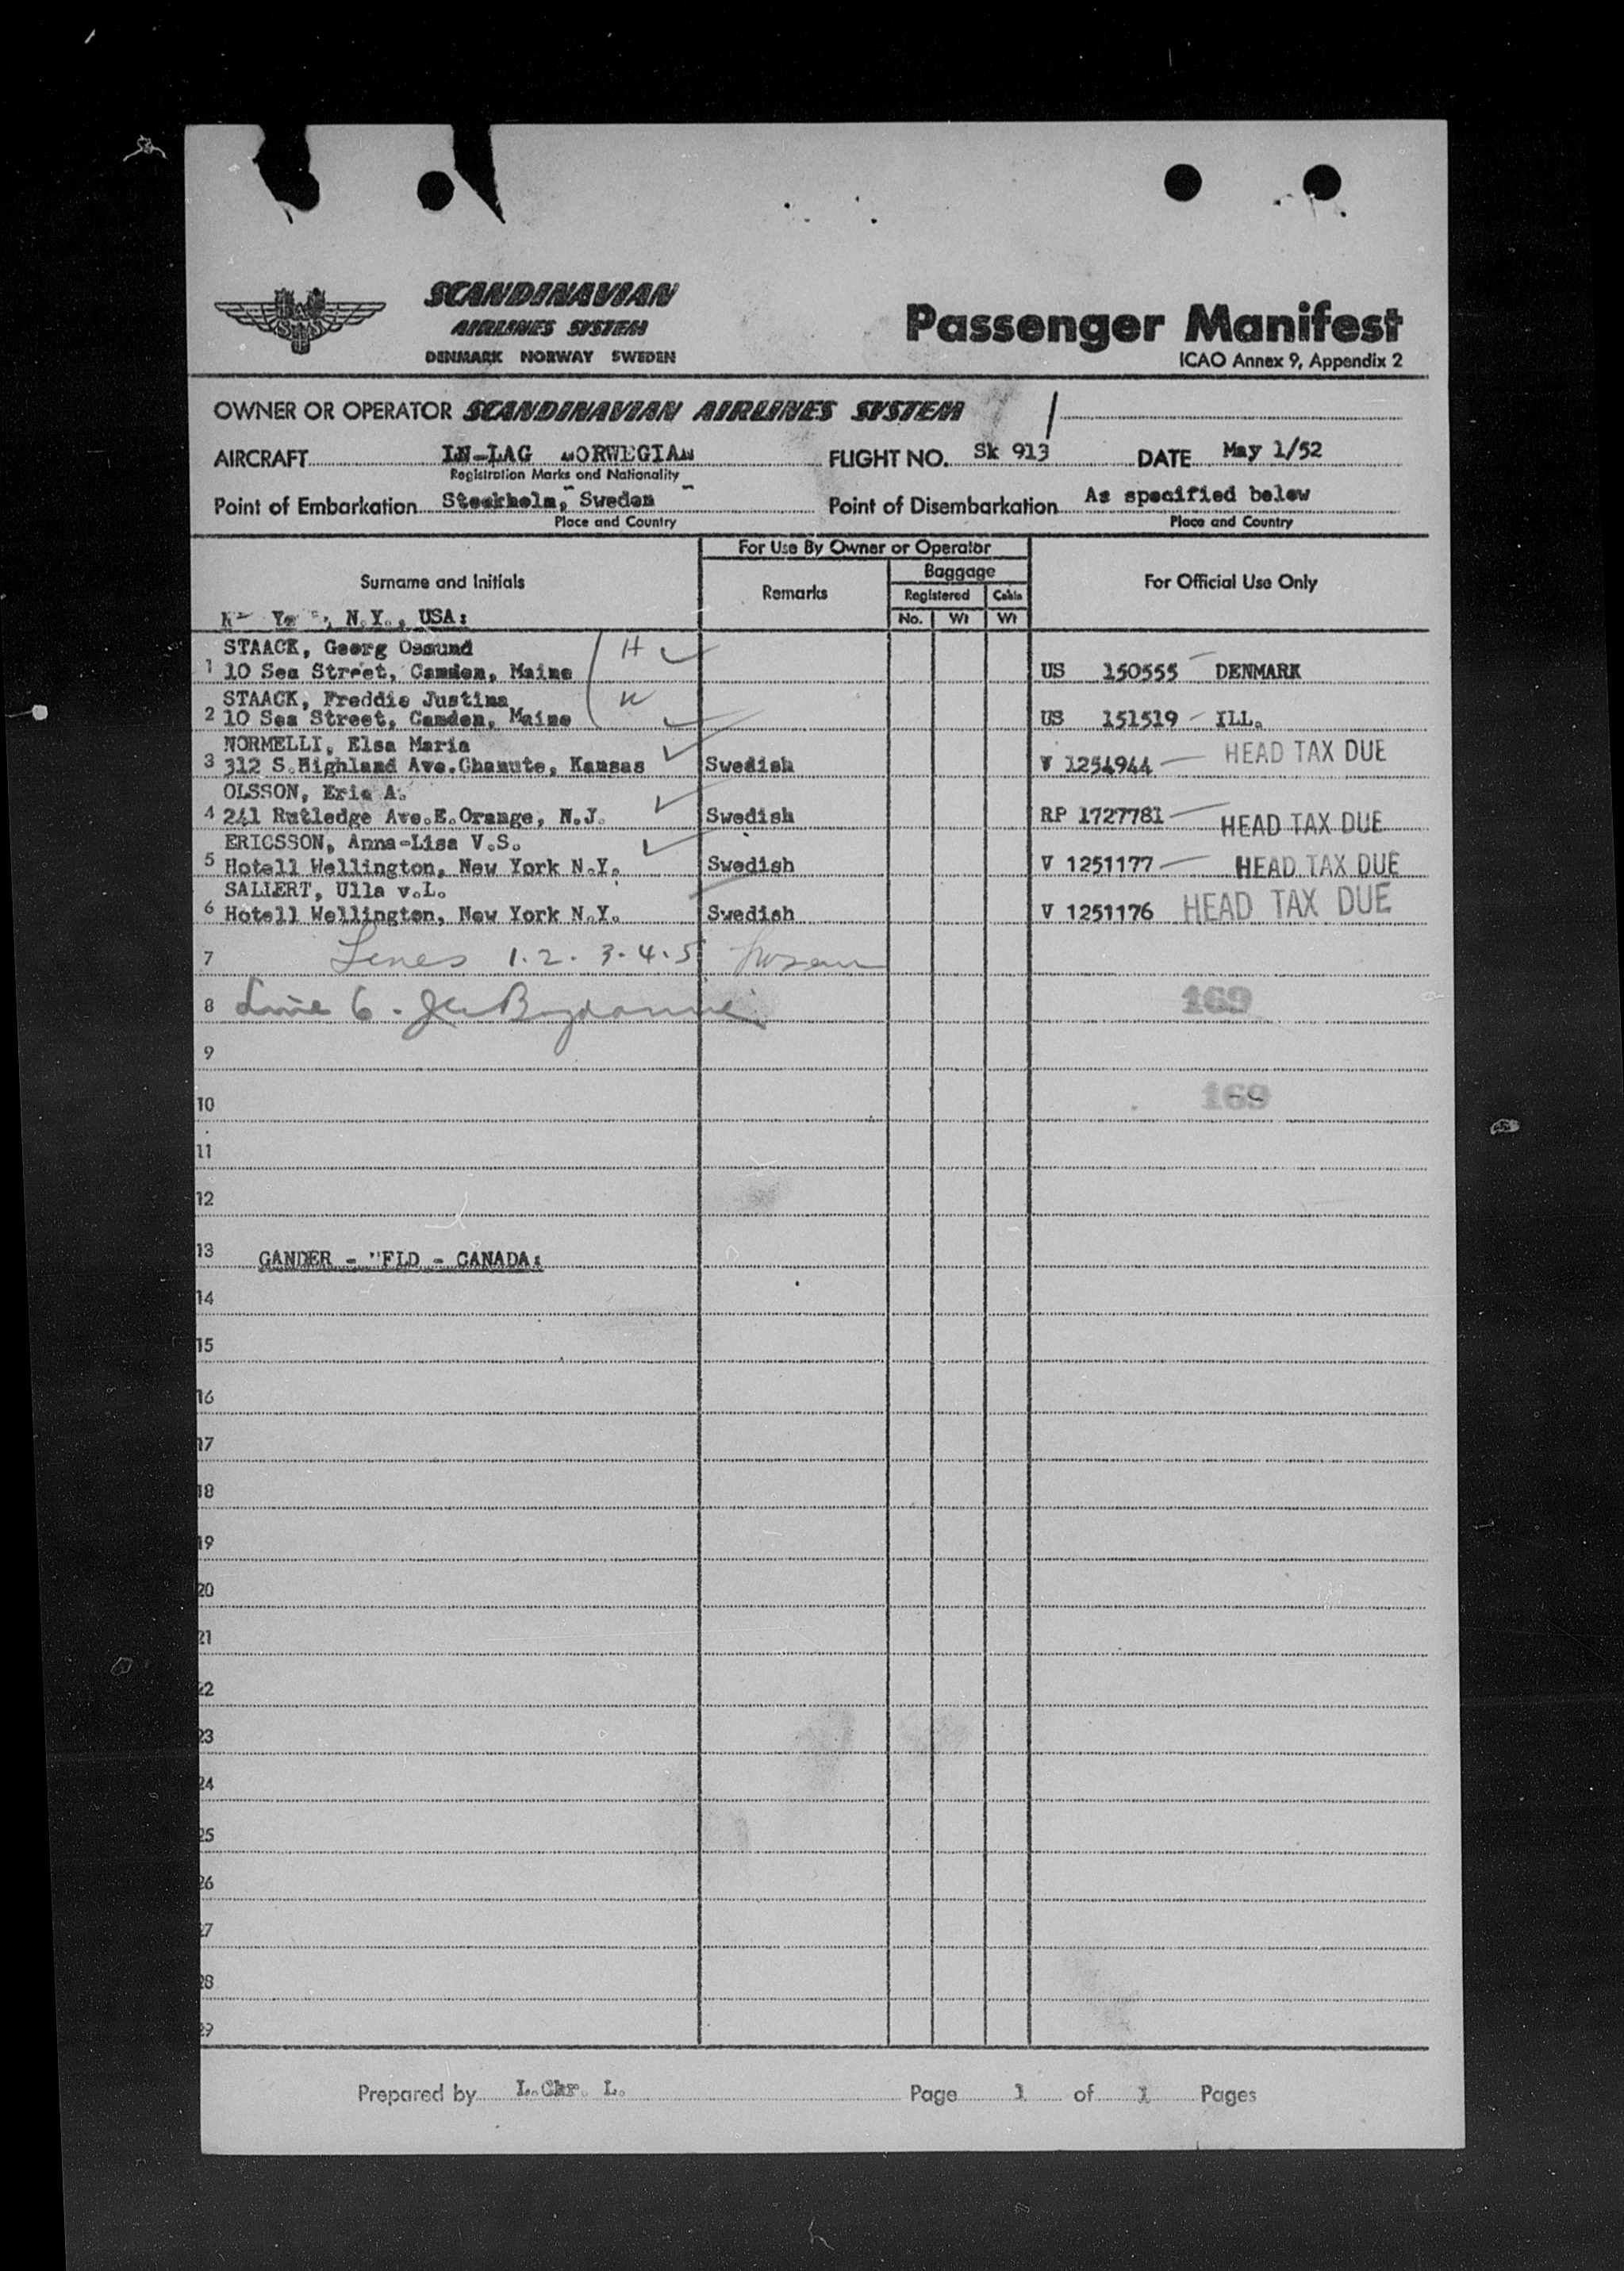 SCANDINAVIAN
AIRLINES SYSTEM
DENMARK NORWAY SWEDEN
Passenger Manifest
ICAO Annex 9, Appendix 2
OWNER OR OPERATOR SCANDINAVIAN AIRLINES SYSTEM
AIRCRAFT LN-LAG NORWEGIAN FLIGHT NO. Sk 913 DATE May 1/52
Registration Marks and Nationality
Point of Embarkation Stockholm, Sweden Point of Disembarkation As specified below
Place and Country Place and Country
For Use By Owner or Operator
Surname and Initials Remarks Baggage For Official Use Only
Registered Cabin
No. Wt Wt
N.Y., USA:
STAACK, Georg Osmund H
1 10 Sea Street, Camden, Maine US 150555 DENMARK
STAACK, Freddie Justina W
2 10 Sea Street, Camden, Maine US 151519 ILL.
NORMELLI, Elsa Maria
3 312 S.Highland Ave.Chanute, Kansas Swedish V 1254944 HEAD TAX DUE
OLSSON, Eric A.
4 241 Rutledge Ave.E.Orange, N.J. Swedish RP 1727781 HEAD TAX DUE
ERICSSON, Anna-Lisa V.S.
5 Hotell Wellington, New York N.Y. Swedish V 1251177 HEAD TAX DUE
SALLERT, Ulla v.L.
6 Hotell Wellington, New York N.Y. Swedish V 1251176 HEAD TAX DUE
7 Lines 1.2.3.4.5
8 Line 6. 169
9
10 169
11
12
13 GANDER - FLD - CANADA:
14
15
16
17
18
19
20
21
22
23
24
25
26
27
28
29
Prepared by L.Chr. L. Page 1 of 1 Pages